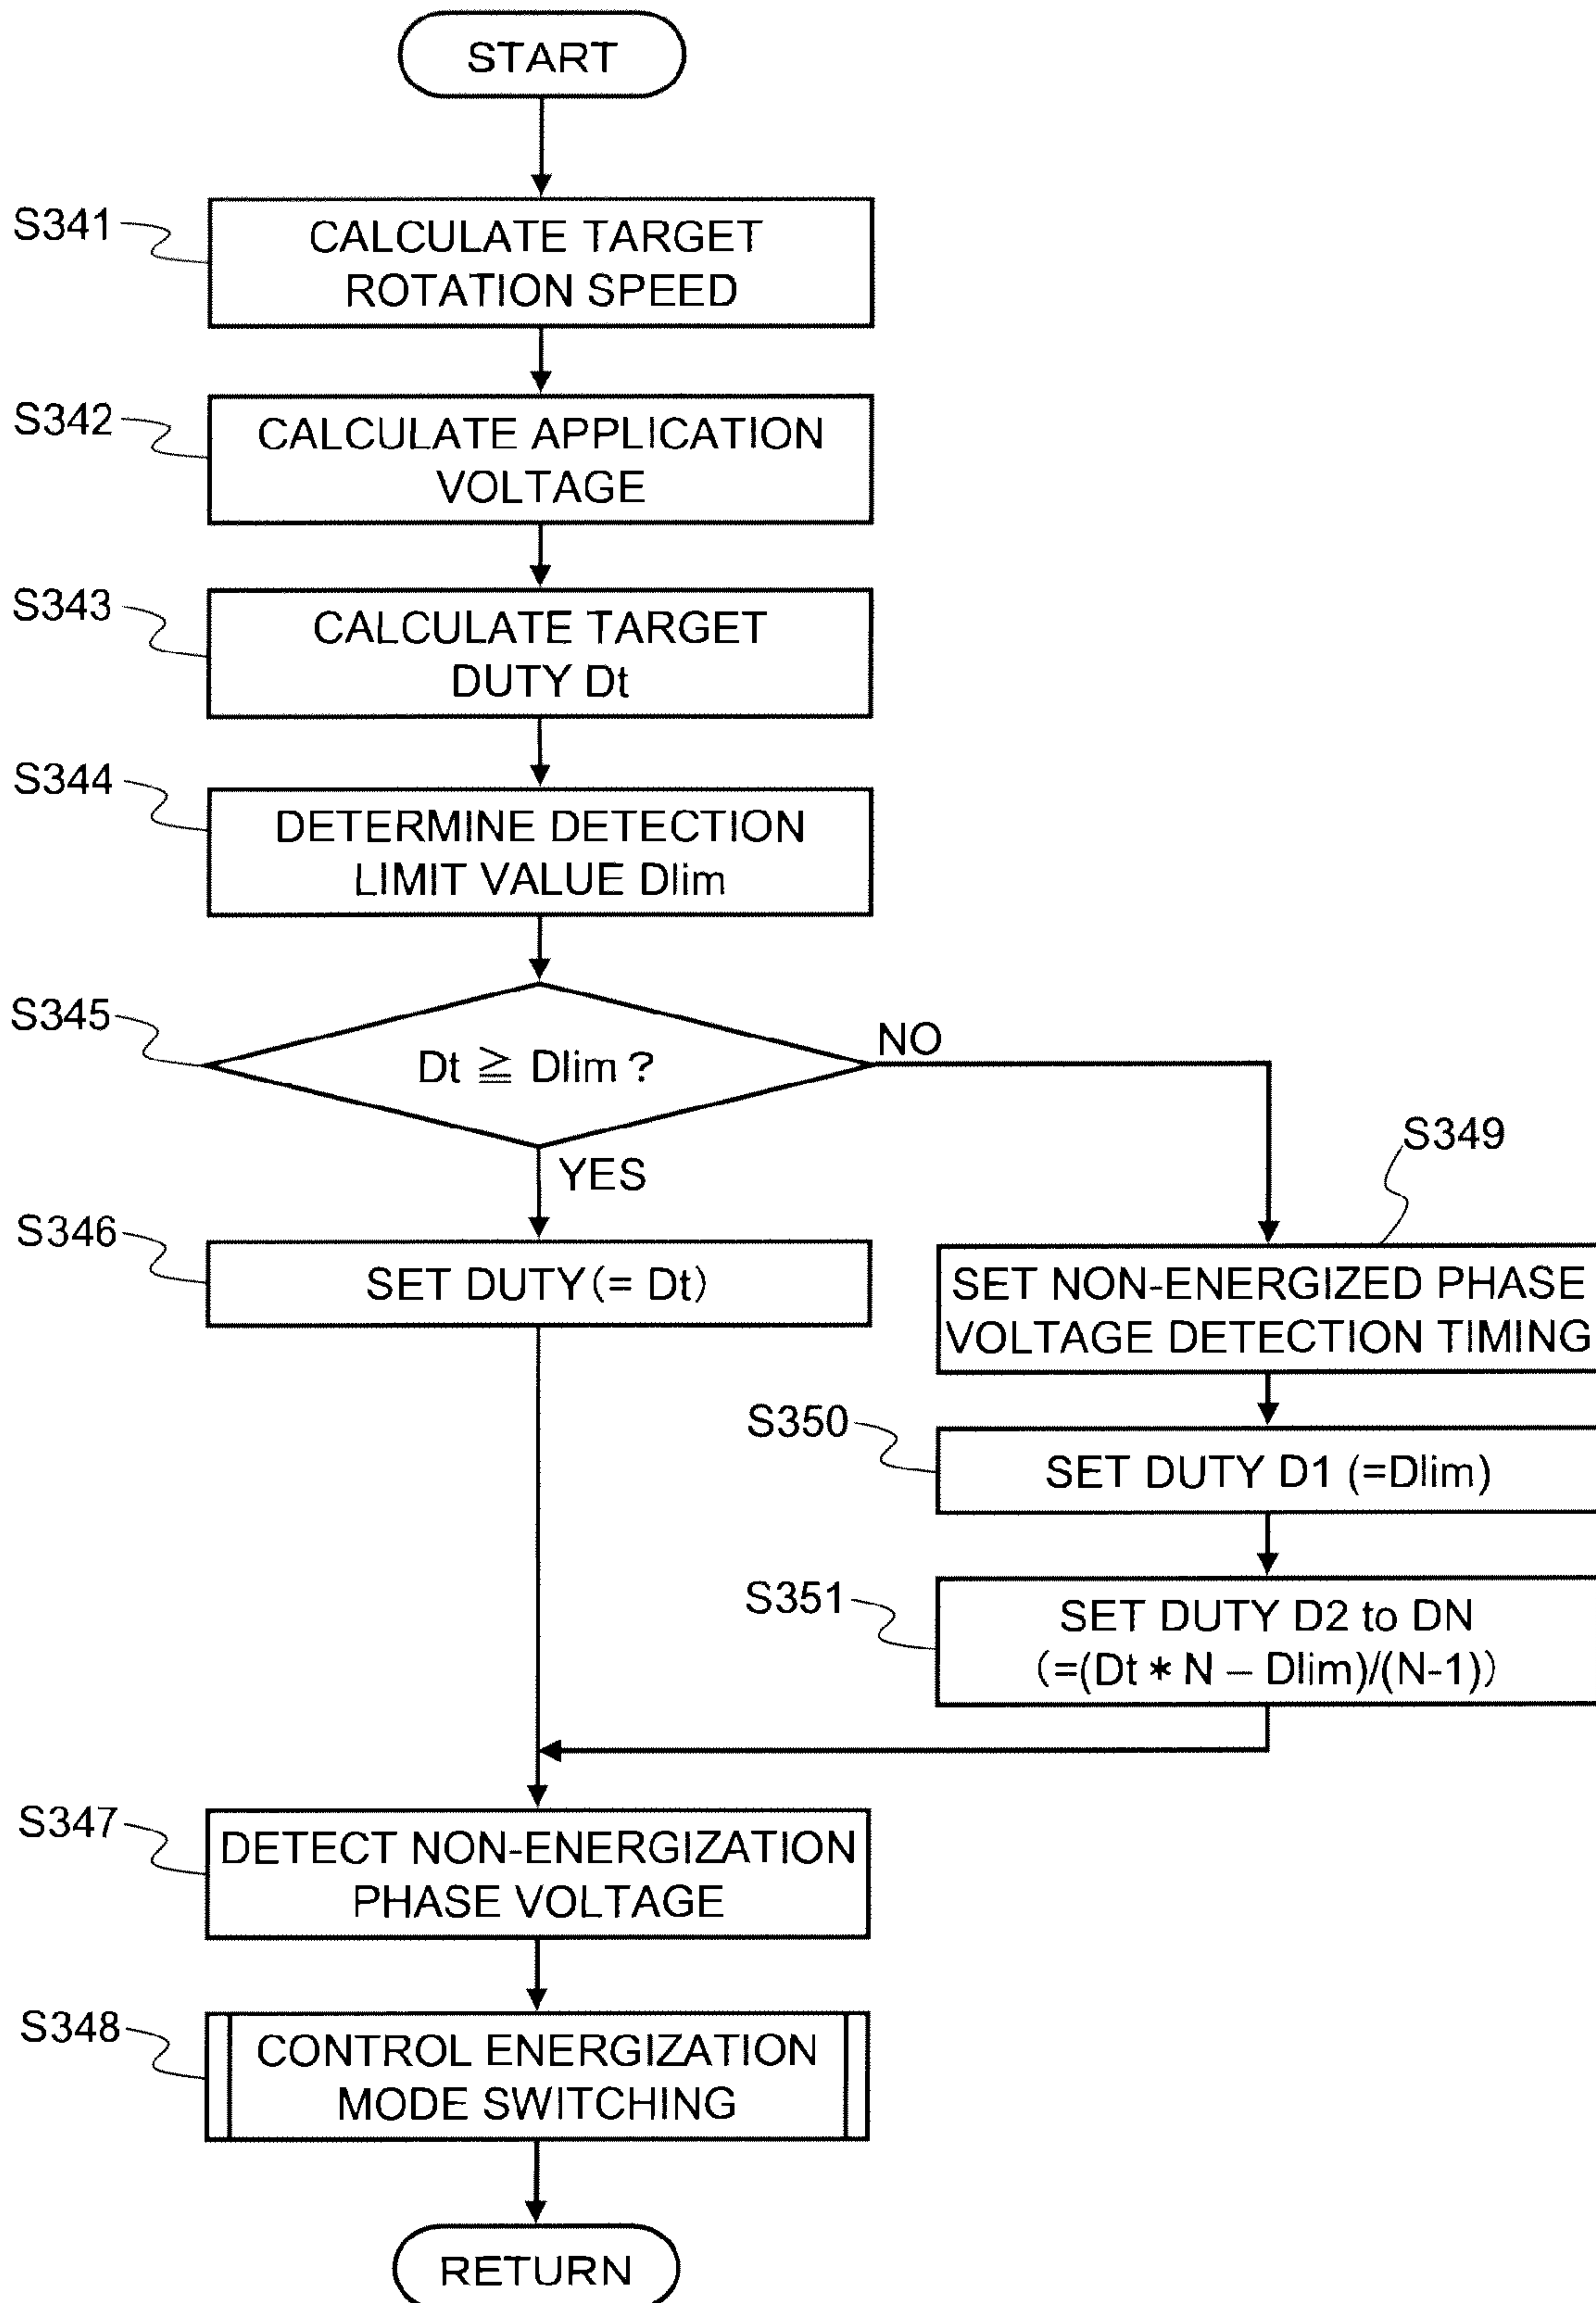 START
S341
CALCULATE TARGET
ROTATION SPEED
S342
CALCULATE APPLICATION
VOLTAGE
S343
CALCULATE TARGET
DUTY Dt
S344
DETERMINE DETECTION
LIMIT VALUE Dlim
S345
Dt ≧ Dlim ?
NO
YES
S346
SET DUTY (= Dt)
S349
SET NON-ENERGIZED PHASE
VOLTAGE DETECTION TIMING
S350
SET DUTY D1 (=Dlim)
S351
SET DUTY D2 to DN
(=(Dt * N – Dlim)/(N-1))
S347
DETECT NON-ENERGIZATION
PHASE VOLTAGE
S348
CONTROL ENERGIZATION
MODE SWITCHING
RETURN